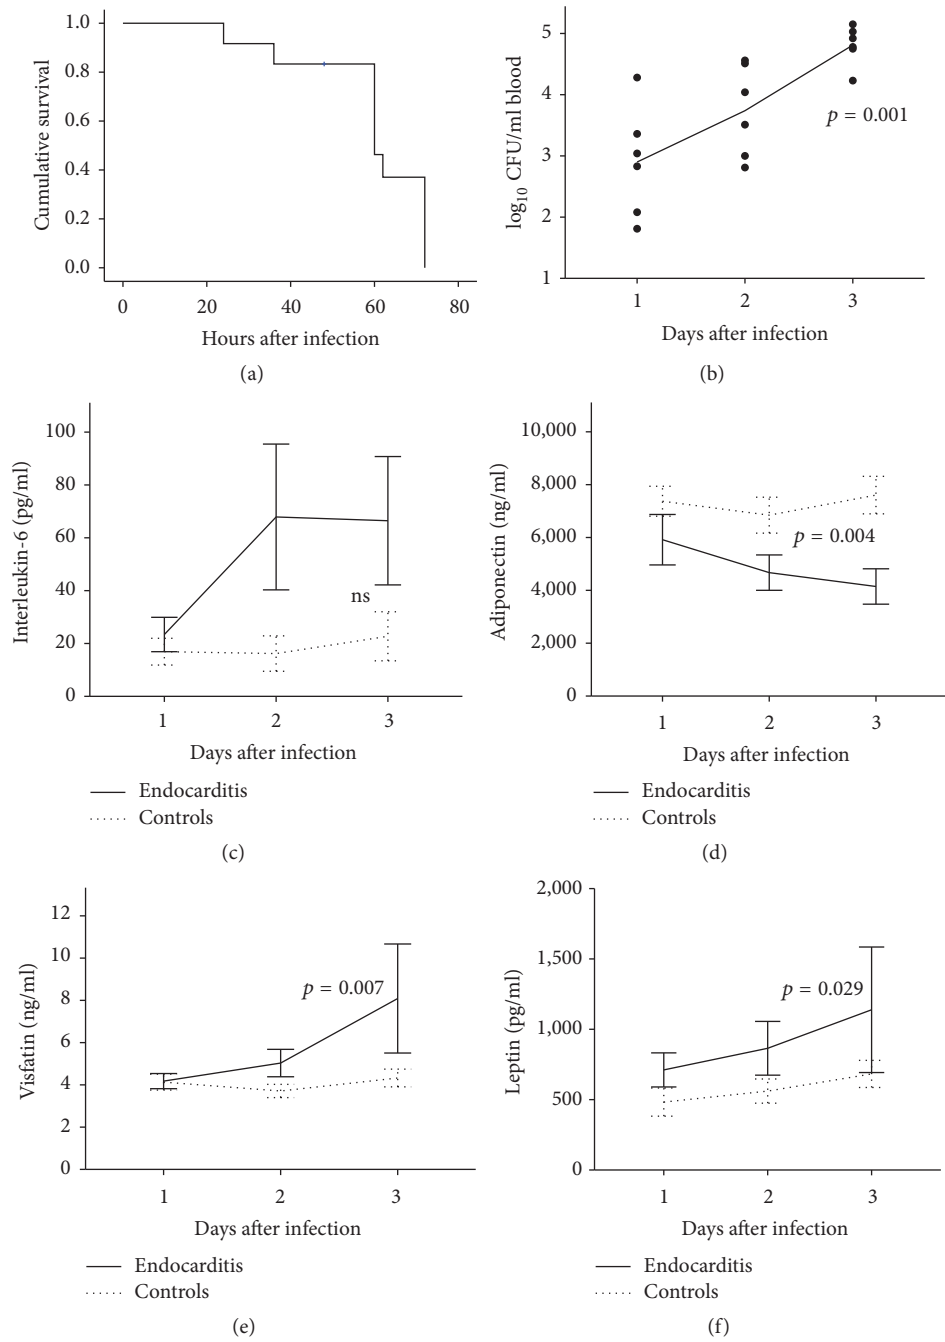 1.0
0.8
0.6
0.4
0.2
0.0
Cumulative survival
0 20 40 60 80
Hours after infection
(a)
5
4
3
2
1
log10 CFU/ml blood
p = 0.001
1 2 3
Days after infection
(b)
100
80
60
40
20
0
Interleukin-6 (pg/ml)
ns
1 2 3
Days after infection
Endocarditis
Controls
(c)
10,000
8,000
6,000
4,000
2,000
0
Adiponectin (ng/ml)
p = 0.004
1 2 3
Days after infection
Endocarditis
Controls
(d)
12
10
8
6
4
2
0
Visfatin (ng/ml)
p = 0.007
1 2 3
Days after infection
Endocarditis
Controls
(e)
2,000
1,500
1,000
500
0
Leptin (pg/ml)
p = 0.029
1 2 3
Days after infection
Endocarditis
Controls
(f)